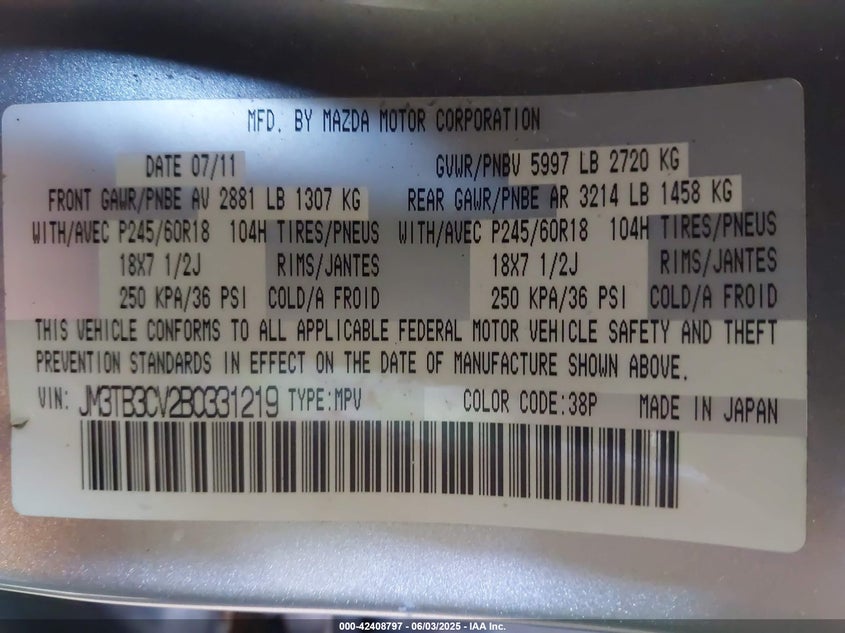 MFD. BY MAZDA MOTOR CORPORATION
DATE 07/11 GVWR/PNBV 5997 LB 2720 KG
FRONT GAWR/PNBE AV 2881 LB 1307 KG REAR GAWR/PNBE AR 3214 LB 1458 KG
WITH/AVEC P245/60R18 104H TIRES/PNEUS WITH/AVEC P245/60R18 104H TIRES/PNEUS
18X7 1/2J RIMS/JANTES 18X7 1/2J RIMS/JANTES
250 KPA/36 PSI COLD/A FROID 250 KPA/36 PSI COLD/A FROID
THIS VEHICLE CONFORMS TO ALL APPLICABLE FEDERAL MOTOR VEHICLE SAFETY AND THEFT
PREVENTION STANDARDS IN EFFECT ON THE DATE OF MANUFACTURE SHOWN ABOVE.
VIN: JM3TB3CV2B0331219 TYPE:MPV COLOR CODE:38P MADE IN JAPAN
000-42408797 - 06/03/2025 - IAA Inc.